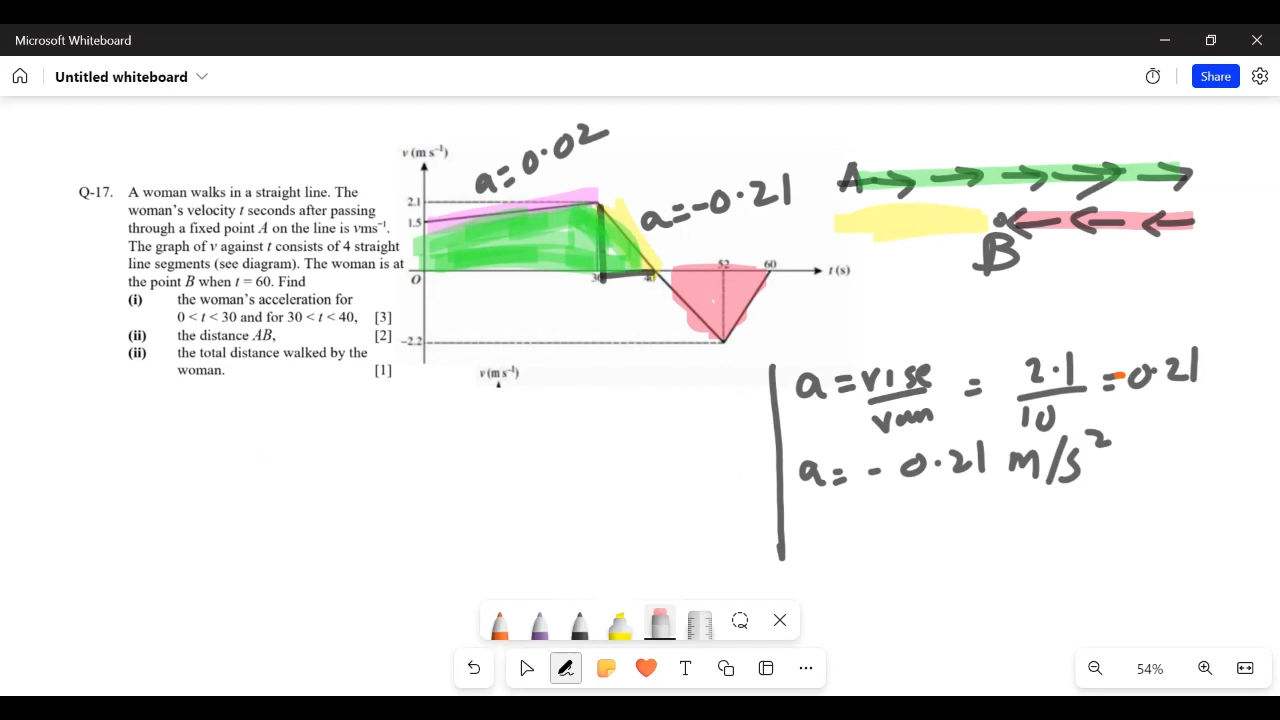 Microsoft Whiteboard
Untitled whiteboard
Share
Q-17. A woman walks in a straight line. The
woman's velocity t seconds after passing
through a fixed point A on the line is vms⁻¹.
The graph of v against t consists of 4 straight
line segments (see diagram). The woman is at
the point B when t = 60. Find
(i) the woman's acceleration for
0 < t < 30 and for 30 < t < 40, [3]
(ii) the distance AB, [2]
(ii) the total distance walked by the
woman. [1]
v (m s⁻¹)
2.1
1.5
O
30
40
52
60
t (s)
-2.2
v (m s⁻¹)
a = 0.02
a = -0.21
A
B
a = rise/run = 2.1/10 = -0.21
a = - 0.21 m/s²
T
54%